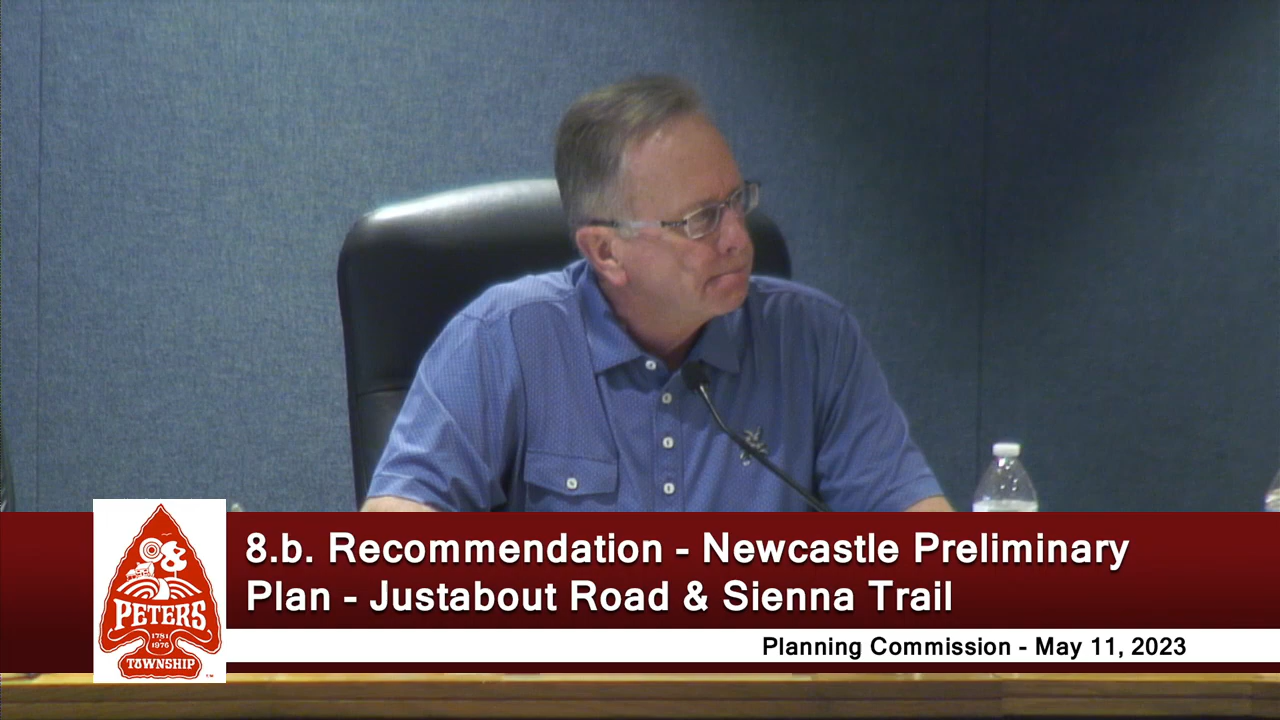 8.b. Recommendation - Newcastle Preliminary
Plan - Justabout Road & Sienna Trail
Planning Commission - May 11, 2023
PETERS
1781
1976
TOWNSHIP